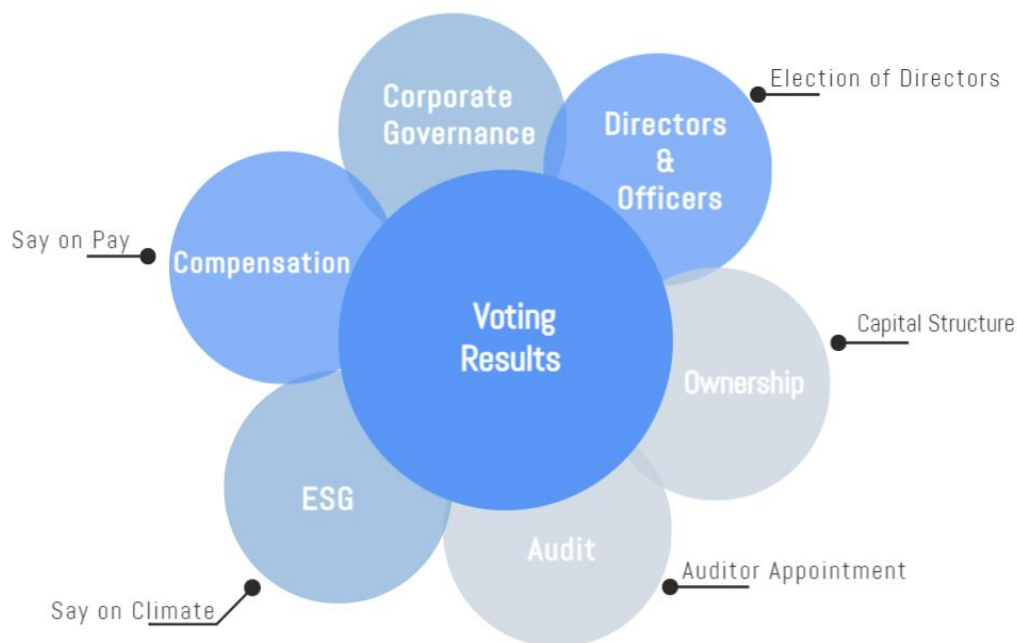 Corporate
Governance
Directors
&
Officers
Election of Directors
Say on Pay
Compensation
Voting
Results
Capital Structure
Ownership
ESG
Audit
Auditor Appointment
Say on Climate